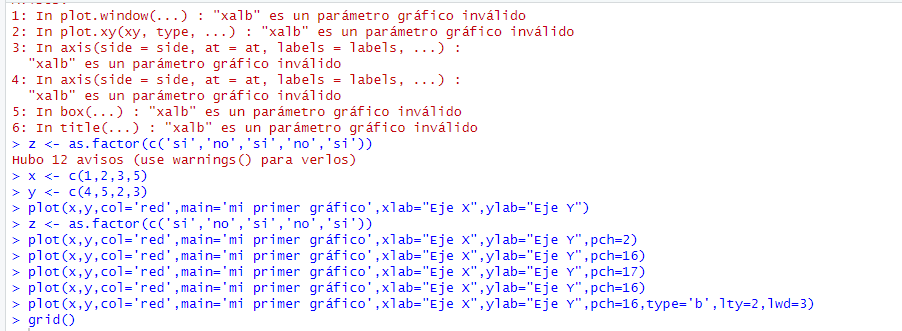 1: In plot.window(...) : "xalb" es un parámetro gráfico inválido
2: In plot.xy(xy, type, ...) : "xalb" es un parámetro gráfico inválido
3: In axis(side = side, at = at, labels = labels, ...) :
  "xalb" es un parámetro gráfico inválido
4: In axis(side = side, at = at, labels = labels, ...) :
  "xalb" es un parámetro gráfico inválido
5: In box(...) : "xalb" es un parámetro gráfico inválido
6: In title(...) : "xalb" es un parámetro gráfico inválido
> z <- as.factor(c('si','no','si','no','si'))
Hubo 12 avisos (use warnings() para verlos)
> x <- c(1,2,3,5)
> y <- c(4,5,2,3)
> plot(x,y,col='red',main='mi primer gráfico',xlab="Eje X",ylab="Eje Y")
> z <- as.factor(c('si','no','si','no','si'))
> plot(x,y,col='red',main='mi primer gráfico',xlab="Eje X",ylab="Eje Y",pch=2)
> plot(x,y,col='red',main='mi primer gráfico',xlab="Eje X",ylab="Eje Y",pch=16)
> plot(x,y,col='red',main='mi primer gráfico',xlab="Eje X",ylab="Eje Y",pch=17)
> plot(x,y,col='red',main='mi primer gráfico',xlab="Eje X",ylab="Eje Y",pch=16)
> plot(x,y,col='red',main='mi primer gráfico',xlab="Eje X",ylab="Eje Y",pch=16,type='b',lty=2,lwd=3)
> grid()